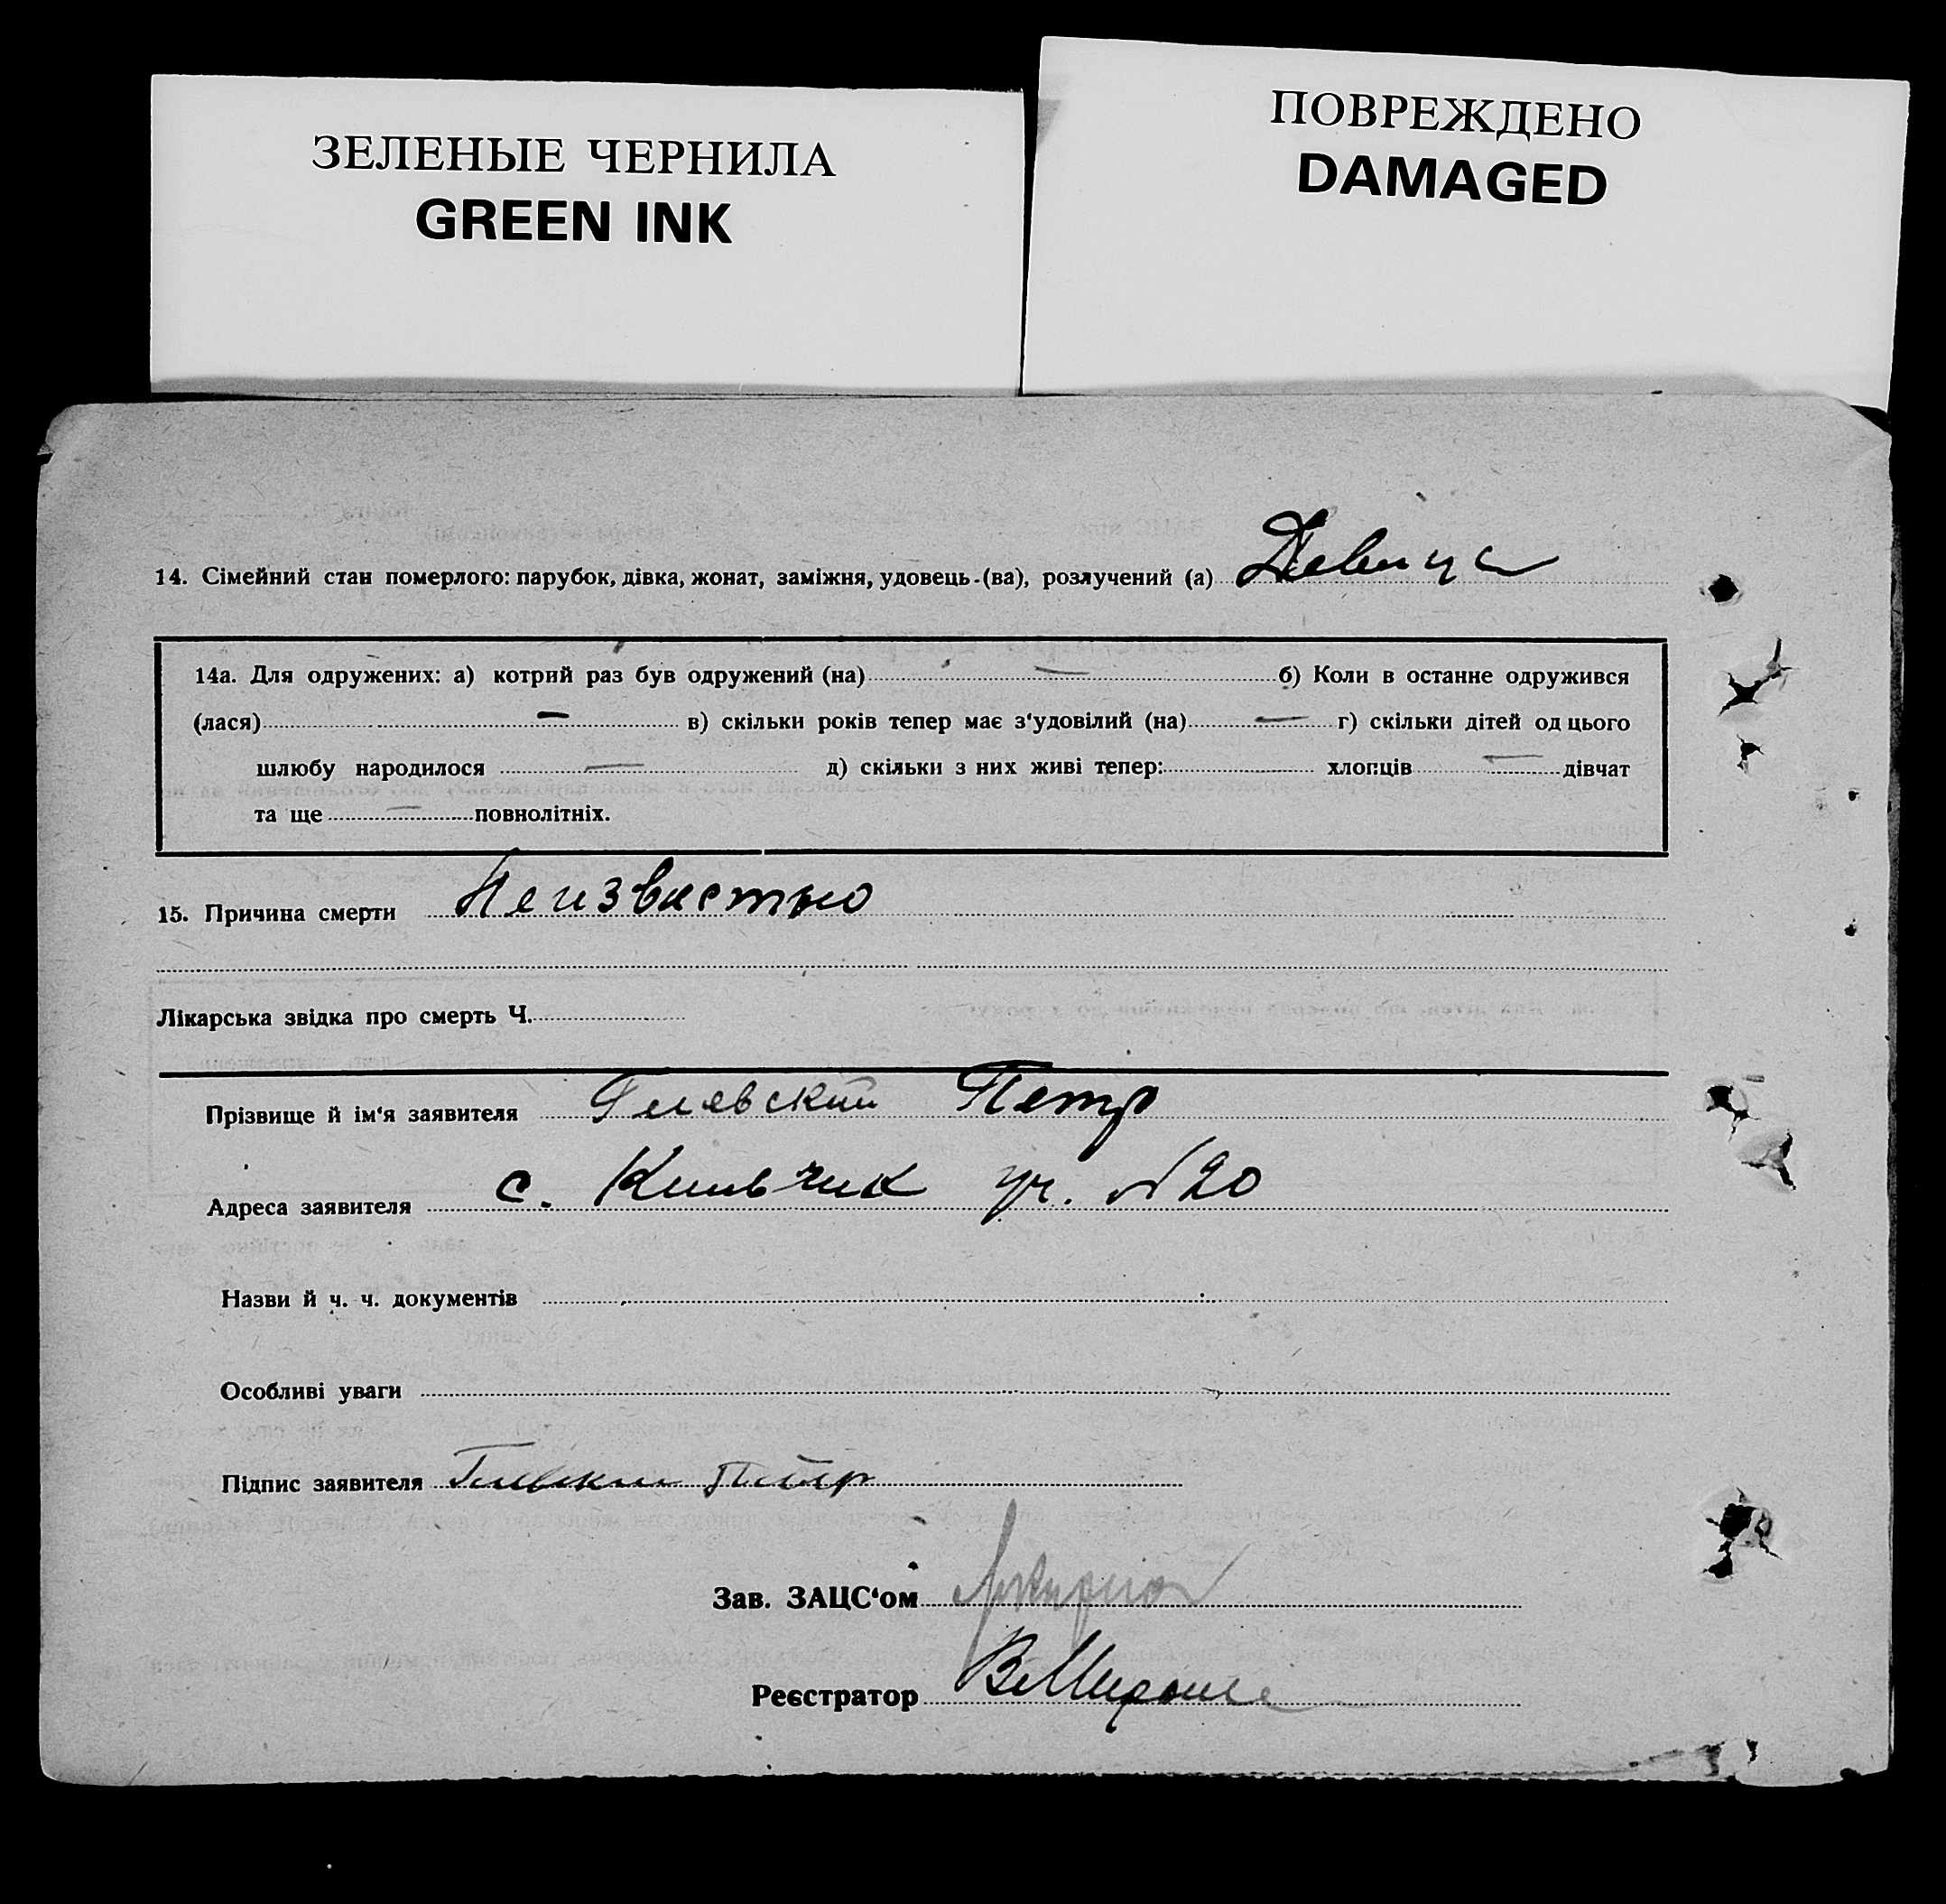 ЗЕЛЕНЫЕ ЧЕРНИЛА
GREEN INK
ПОВРЕЖДЕНО
DAMAGED
14. Сімейний стан померлого: парубок, дівка, жонат, заміжня, удовець-(ва), розлучений (а) Девица
14а. Для одружених: а) котрий раз був одружений (на) — б) Коли в останне одружився
(лася) — в) скільки років тепер має з‘удовілий (на) — г) скільки дітей од цього
шлюбу народилося — д) скільки з них живі тепер: хлопців — дівчат
та ще — повнолітніх.
15. Причина смерти Неизвестно
Лікарська звідка про смерть Ч.
Прізвище й ім‘я заявителя Петр
Адреса заявителя с. уч. №20
Назви й ч. ч. документів
Особливі уваги
Підпис заявителя Петр
Зав. ЗАЦС‘ом
Реєстратор